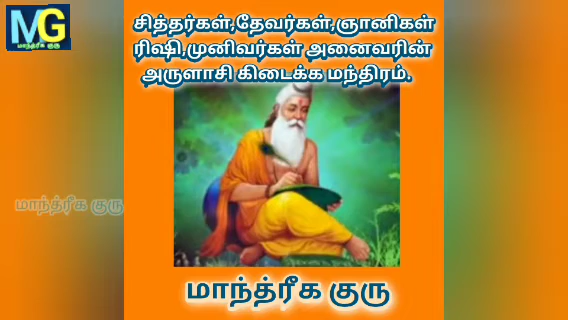 MG
மாந்த்ரீக குரு
சித்தர்கள்,தேவர்கள்,ஞானிகள்
ரிஷி,முனிவர்கள் அனைவரின்
அருளாசி கிடைக்க மந்திரம்.
மாந்த்ரீக குரு
மாந்த்ரீக குரு